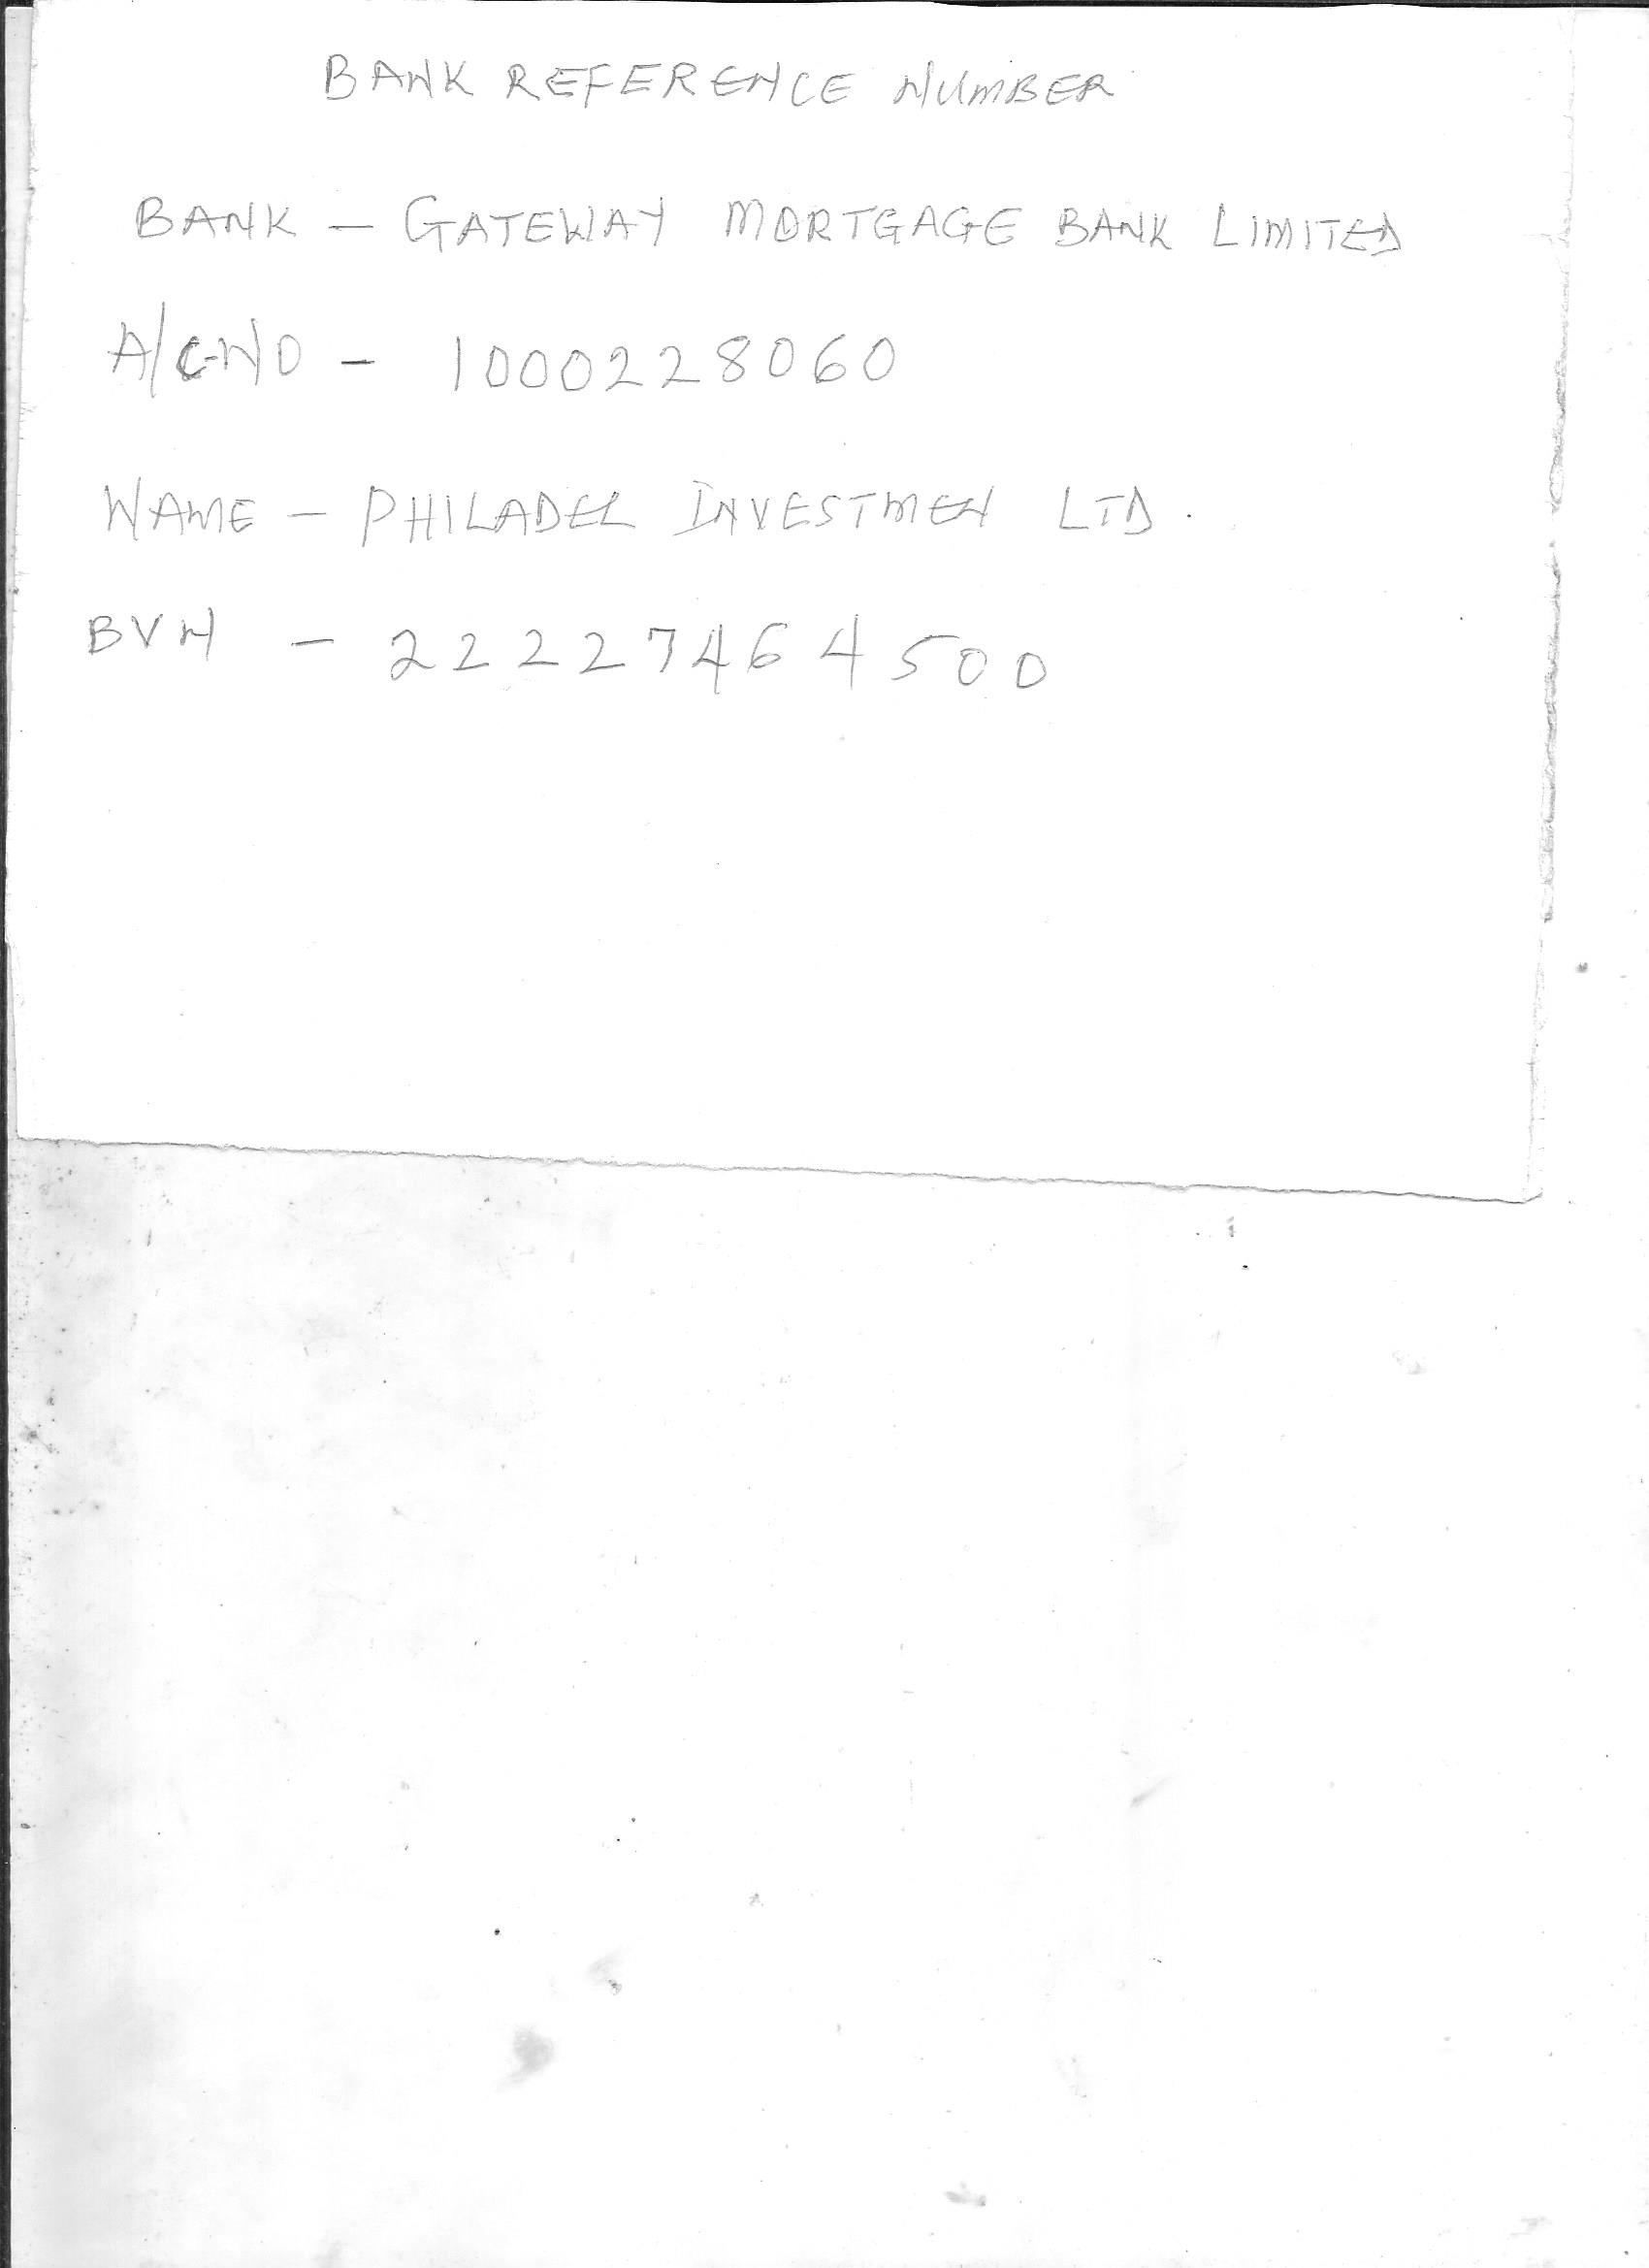 BANK REFERENCE NUMBER
BANK - GATEWAY MORTGAGE BANK LIMITED
A/C NO - 1000228060
NAME - PHILADEL INVESTMEN LTD.
BVN - 22227464500